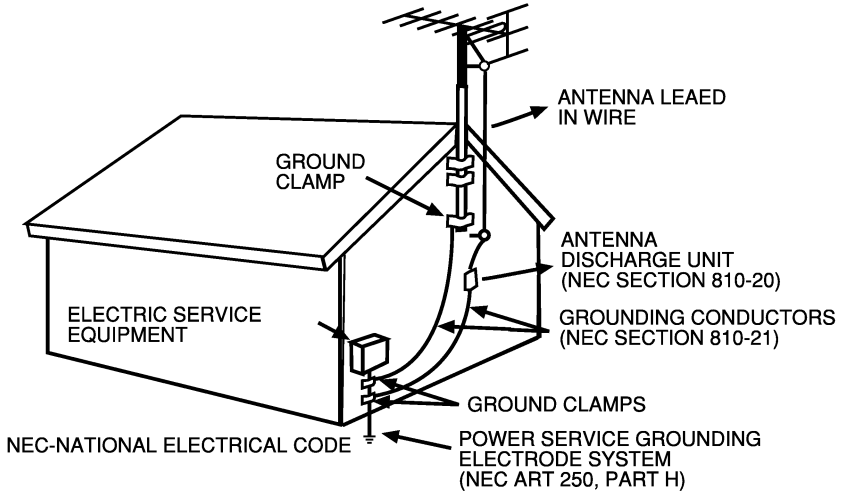 ANTENNA LEAED
IN WIRE
GROUND
CLAMP
ANTENNA
DISCHARGE UNIT
(NEC SECTION 810-20)
ELECTRIC SERVICE
EQUIPMENT
GROUNDING CONDUCTORS
(NEC SECTION 810-21)
GROUND CLAMPS
NEC-NATIONAL ELECTRICAL CODE
POWER SERVICE GROUNDING
ELECTRODE SYSTEM
(NEC ART 250, PART H)